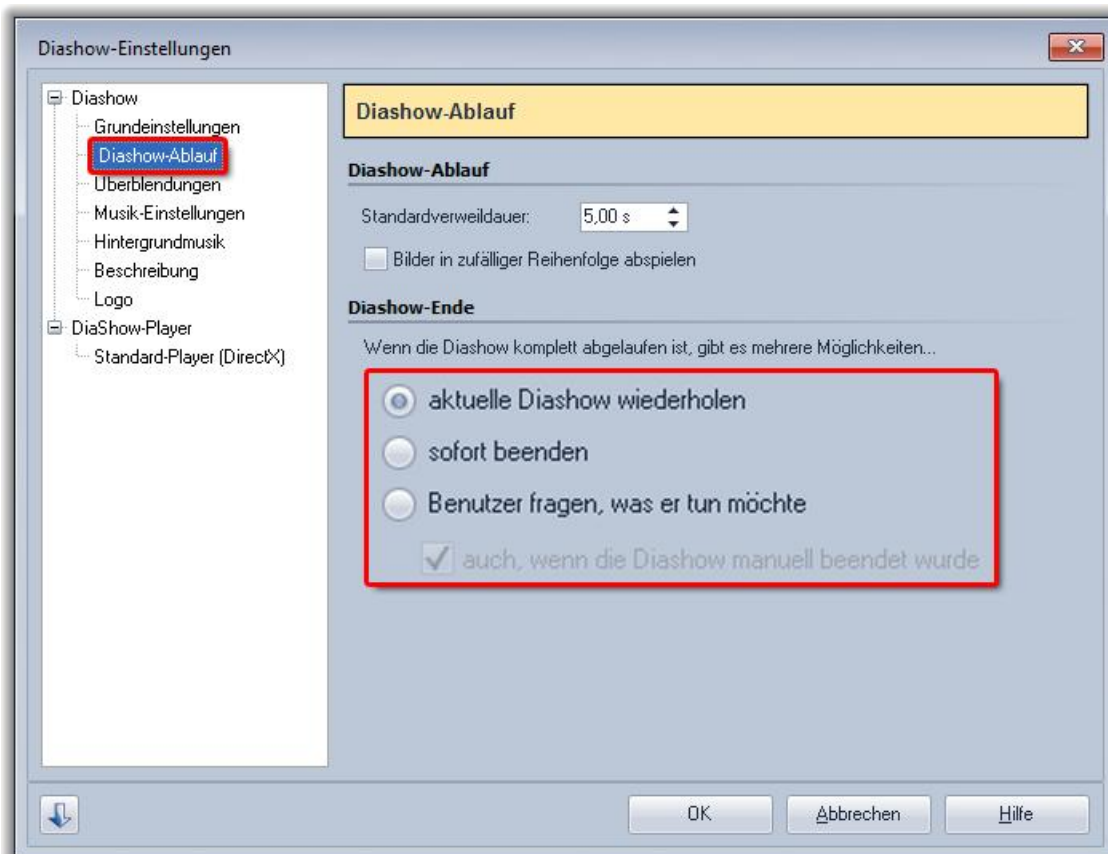 Diashow-Einstellungen
Diashow
Grundeinstellungen
Diashow-Ablauf
Überblendungen
Musik-Einstellungen
Hintergrundmusik
Beschreibung
Logo
DiaShow-Player
Standard-Player (DirectX)
Diashow-Ablauf
Diashow-Ablauf
Standardverweildauer: 5,00 s
Bilder in zufälliger Reihenfolge abspielen
Diashow-Ende
Wenn die Diashow komplett abgelaufen ist, gibt es mehrere Möglichkeiten...
aktuelle Diashow wiederholen
sofort beenden
Benutzer fragen, was er tun möchte
auch, wenn die Diashow manuell beendet wurde
OK Abbrechen Hilfe